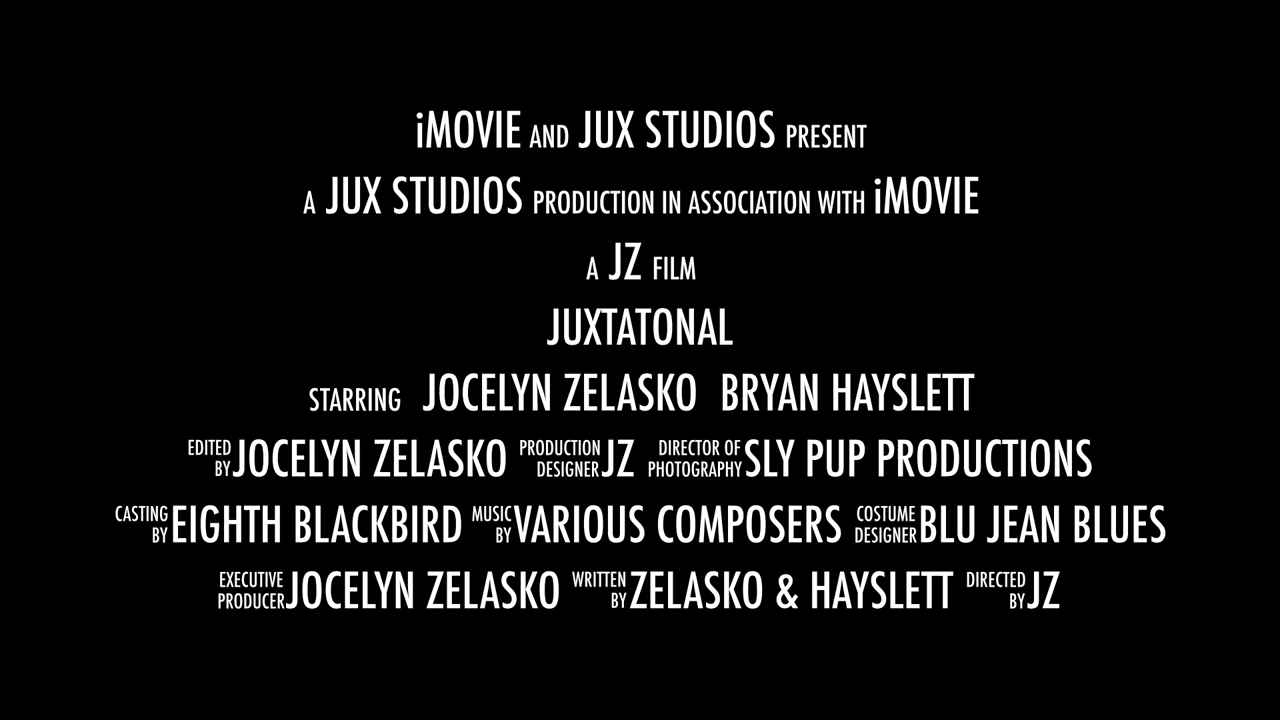 iMOVIE AND JUX STUDIOS PRESENT
A JUX STUDIOS PRODUCTION IN ASSOCIATION WITH iMOVIE
A JZ FILM
JUXTATONAL
STARRING JOCELYN ZELASKO BRYAN HAYSLETT
EDITED BY JOCELYN ZELASKO PRODUCTION DESIGNER JZ DIRECTOR OF PHOTOGRAPHY SLY PUP PRODUCTIONS
CASTING BY EIGHTH BLACKBIRD MUSIC BY VARIOUS COMPOSERS COSTUME DESIGNER BLU JEAN BLUES
EXECUTIVE PRODUCER JOCELYN ZELASKO WRITTEN BY ZELASKO & HAYSLETT DIRECTED BY JZ